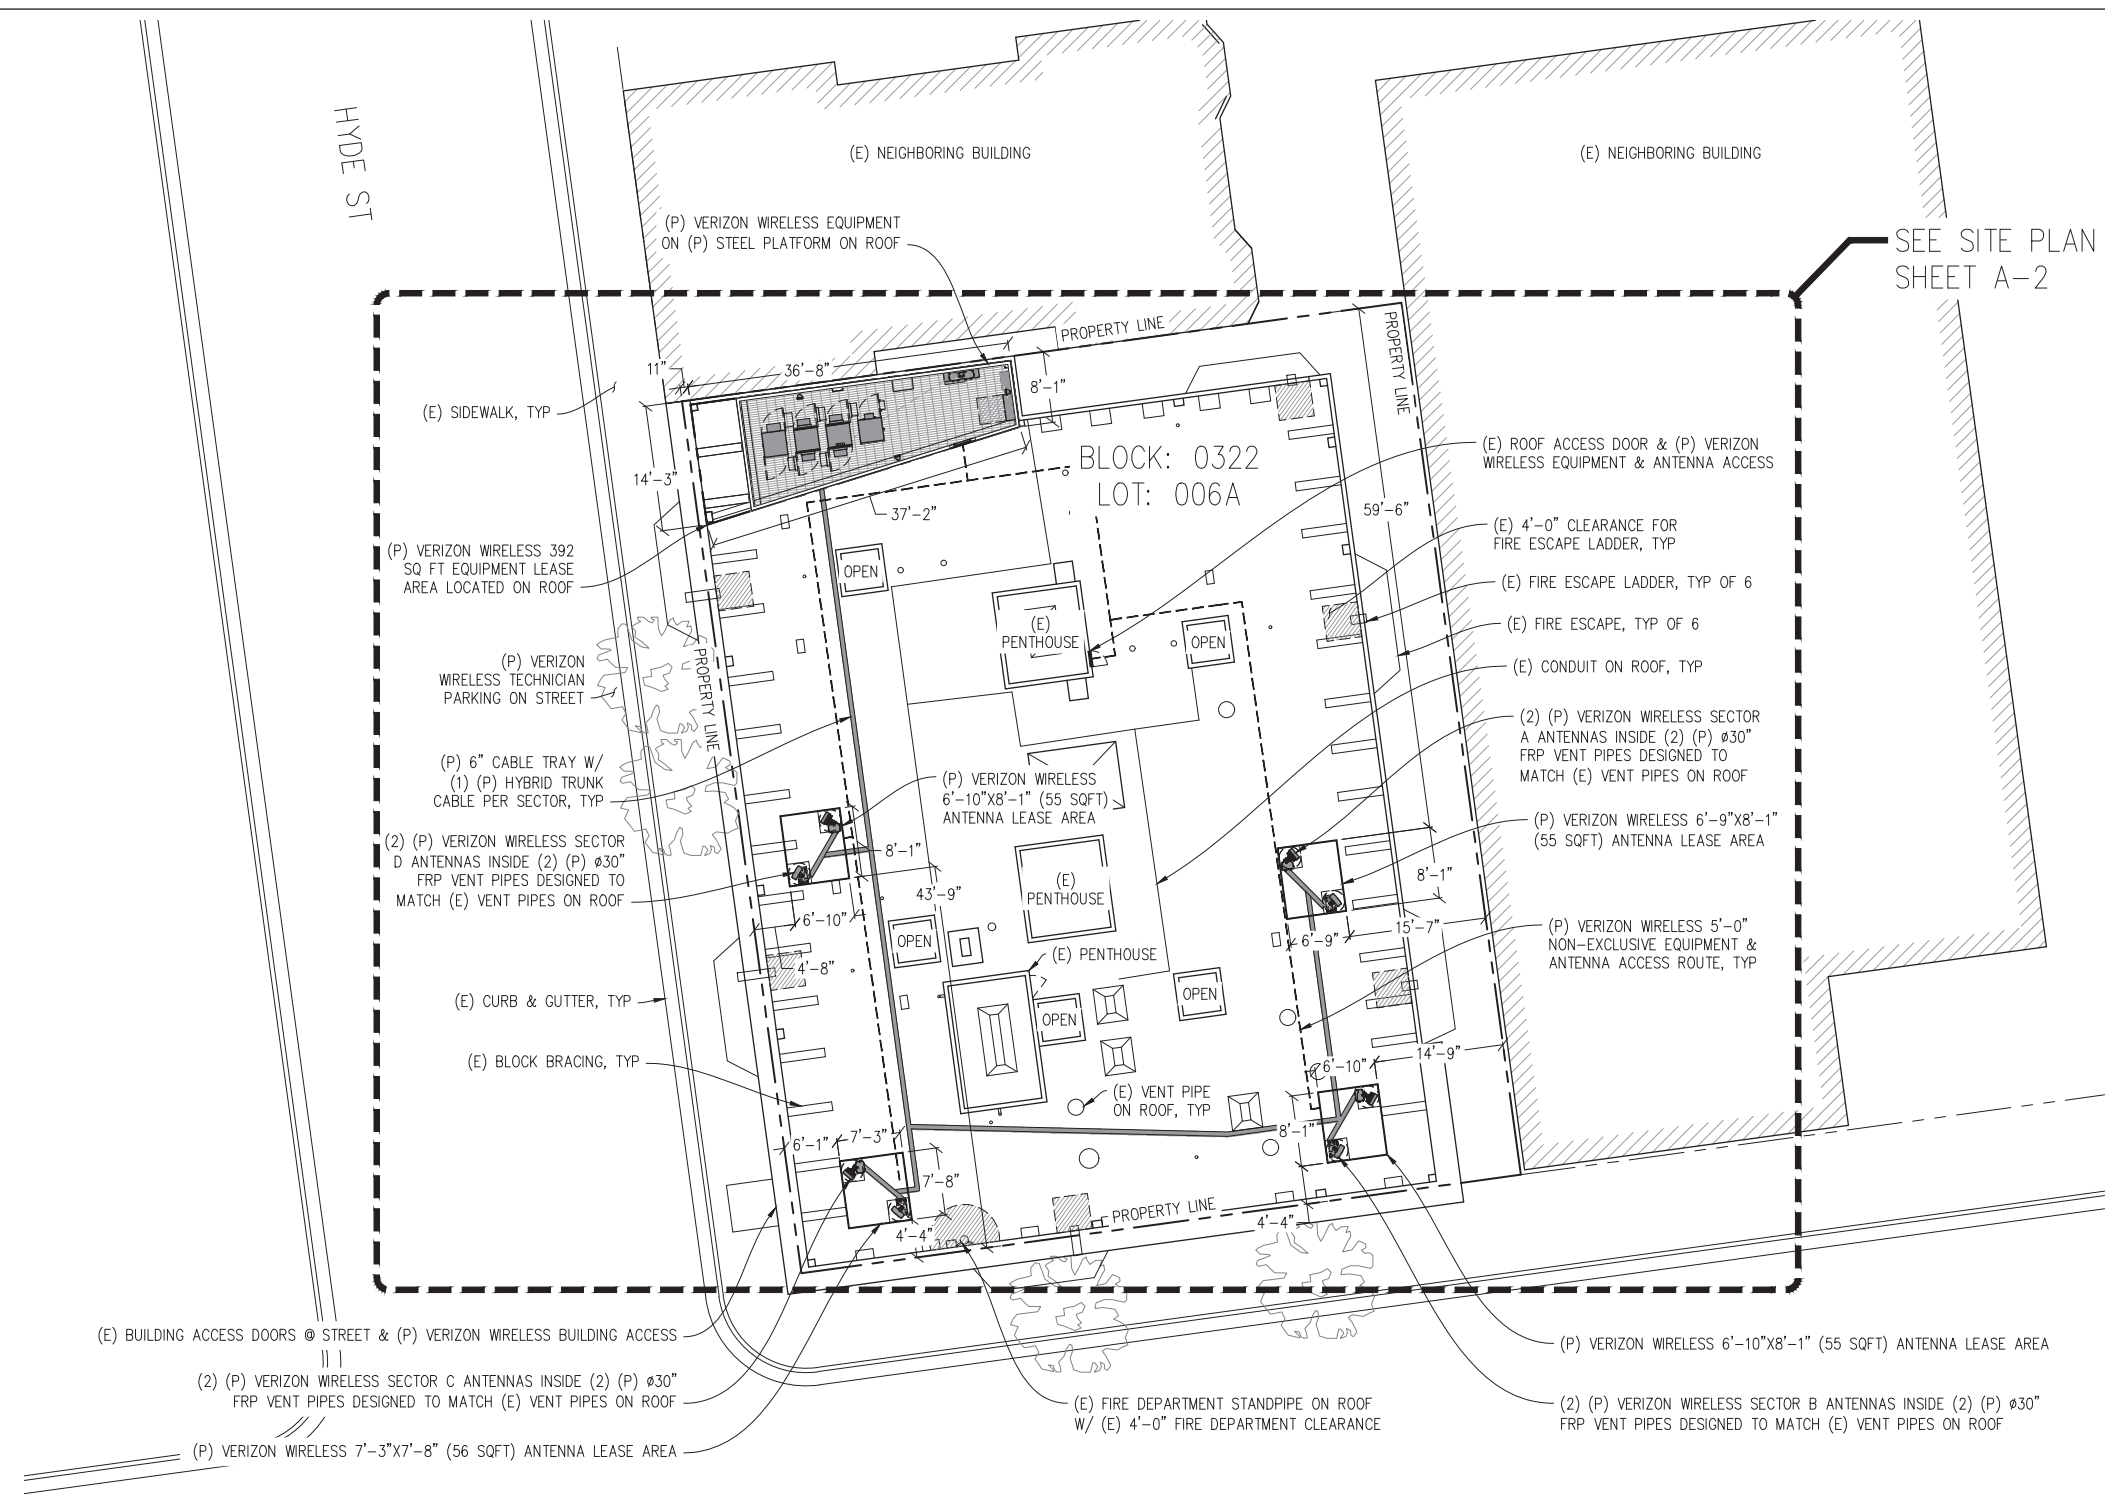 HYDE ST
(E) NEIGHBORING BUILDING
(E) NEIGHBORING BUILDING
(P) VERIZON WIRELESS EQUIPMENT
ON (P) STEEL PLATFORM ON ROOF
SEE SITE PLAN
SHEET A-2
PROPERTY LINE
PROPERTY LINE
11"
36'-8"
8'-1"
(E) SIDEWALK, TYP
14'-3"
37'-2"
BLOCK: 0322
LOT: 006A
59'-6"
(E) ROOF ACCESS DOOR & (P) VERIZON
WIRELESS EQUIPMENT & ANTENNA ACCESS
(E) 4'-0" CLEARANCE FOR
FIRE ESCAPE LADDER, TYP
(P) VERIZON WIRELESS 392
SQ FT EQUIPMENT LEASE
AREA LOCATED ON ROOF
OPEN
(E) FIRE ESCAPE LADDER, TYP OF 6
(E)
PENTHOUSE
OPEN
(E) FIRE ESCAPE, TYP OF 6
(P) VERIZON
WIRELESS TECHNICIAN
PARKING ON STREET
PROPERTY LINE
(E) CONDUIT ON ROOF, TYP
(2) (P) VERIZON WIRELESS SECTOR
A ANTENNAS INSIDE (2) (P) ø30"
FRP VENT PIPES DESIGNED TO
MATCH (E) VENT PIPES ON ROOF
(P) 6" CABLE TRAY W/
(1) (P) HYBRID TRUNK
CABLE PER SECTOR, TYP
(P) VERIZON WIRELESS
6'-10"X8'-1" (55 SQFT)
ANTENNA LEASE AREA
(P) VERIZON WIRELESS 6'-9"X8'-1"
(55 SQFT) ANTENNA LEASE AREA
(2) (P) VERIZON WIRELESS SECTOR
D ANTENNAS INSIDE (2) (P) ø30"
FRP VENT PIPES DESIGNED TO
MATCH (E) VENT PIPES ON ROOF
8'-1"
43'-9"
(E)
PENTHOUSE
8'-1"
6'-10"
15'-7"
6'-9"
OPEN
4'-8"
(E) PENTHOUSE
(P) VERIZON WIRELESS 5'-0"
NON-EXCLUSIVE EQUIPMENT &
ANTENNA ACCESS ROUTE, TYP
(E) CURB & GUTTER, TYP
OPEN
OPEN
(E) BLOCK BRACING, TYP
14'-9"
6'-10"
(E) VENT PIPE
ON ROOF, TYP
8'-1"
6'-1"
7'-3"
7'-8"
4'-4"
PROPERTY LINE
4'-4"
(E) BUILDING ACCESS DOORS @ STREET & (P) VERIZON WIRELESS BUILDING ACCESS
(P) VERIZON WIRELESS 6'-10"X8'-1" (55 SQFT) ANTENNA LEASE AREA
(2) (P) VERIZON WIRELESS SECTOR C ANTENNAS INSIDE (2) (P) ø30"
FRP VENT PIPES DESIGNED TO MATCH (E) VENT PIPES ON ROOF
(E) FIRE DEPARTMENT STANDPIPE ON ROOF
W/ (E) 4'-0" FIRE DEPARTMENT CLEARANCE
(2) (P) VERIZON WIRELESS SECTOR B ANTENNAS INSIDE (2) (P) ø30"
FRP VENT PIPES DESIGNED TO MATCH (E) VENT PIPES ON ROOF
(P) VERIZON WIRELESS 7'-3"X7'-8" (56 SQFT) ANTENNA LEASE AREA